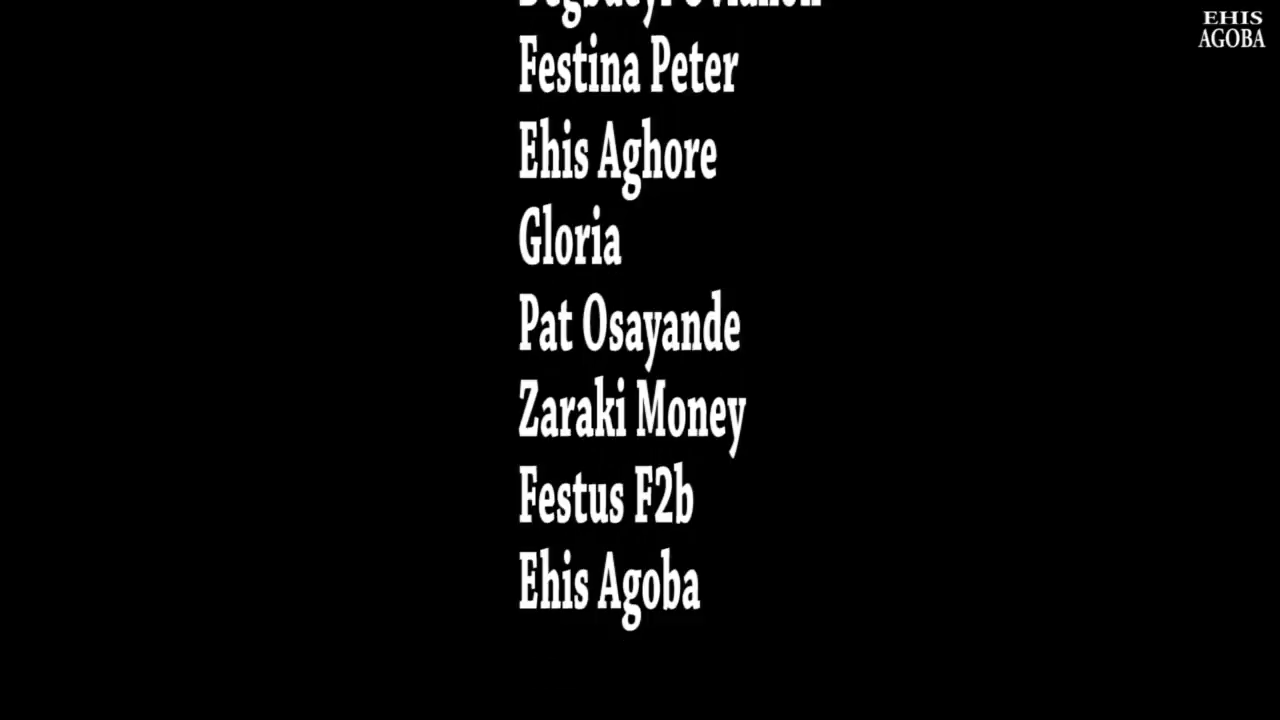 EHIS
AGOBA
Festina Peter
Ehis Aghore
Gloria
Pat Osayande
Zaraki Money
Festus F2b
Ehis Agoba